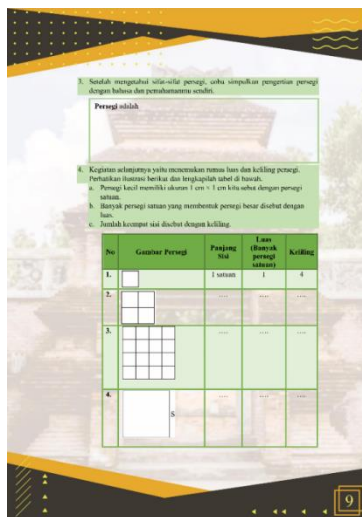 3. Setelah mengetahui sifat-sifat persegi, coba simpulkan pengertian persegi
dengan bahasa dan pemahamanmu sendiri.
Persegi adalah
4. Kegiatan selanjutnya yaitu menemukan rumus luas dan keliling persegi.
Perhatikan ilustrasi berikut dan lengkapilah tabel di bawah.
a. Persegi kecil memiliki ukuran 1 cm × 1 cm kita sebut dengan persegi
satuan.
b. Banyak persegi satuan yang membentuk persegi besar disebut dengan
luas.
c. Jumlah keempat sisi disebut dengan keliling.
No Gambar Persegi Panjang Sisi Luas (Banyak persegi satuan) Keliling
1. 1 satuan 1 4
2. .... .... ....
3. .... .... ....
4. S .... .... ....
9